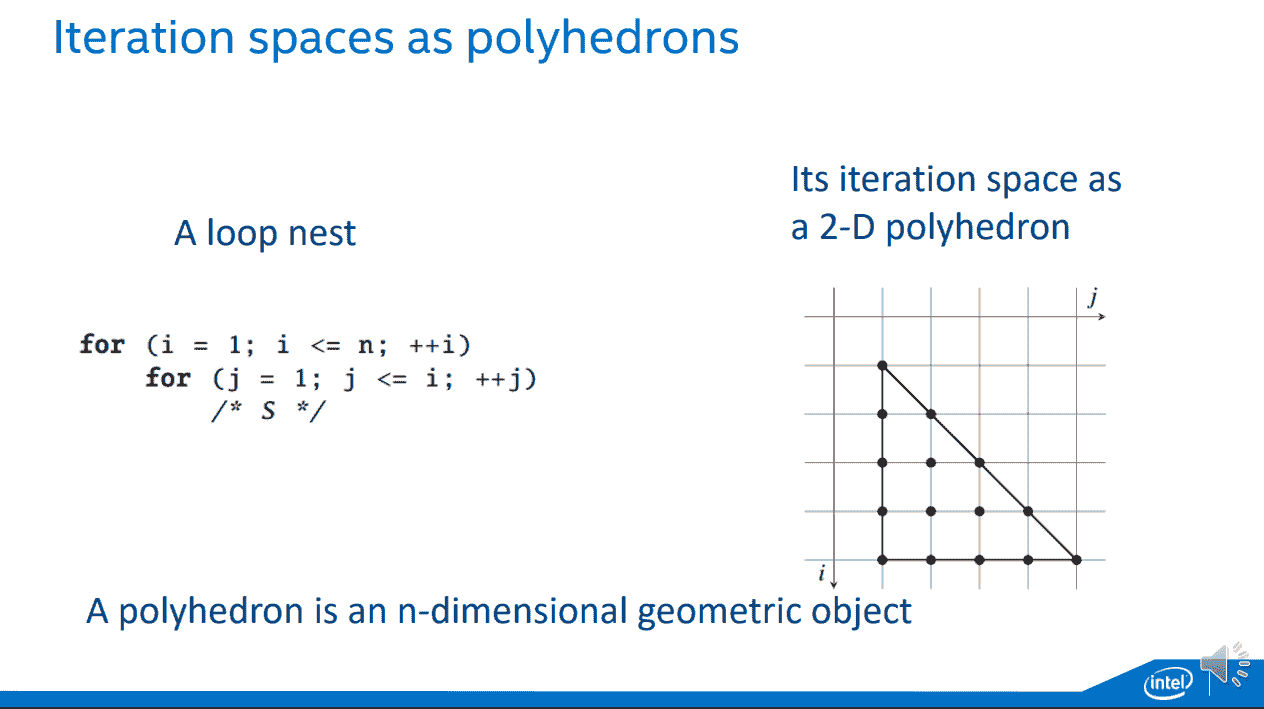 Iteration spaces as polyhedrons
A loop nest
for (i = 1; i <= n; ++i)
for (j = 1; j <= i; ++j)
/* S */
Its iteration space as
a 2-D polyhedron
j
i
A polyhedron is an n-dimensional geometric object
intel